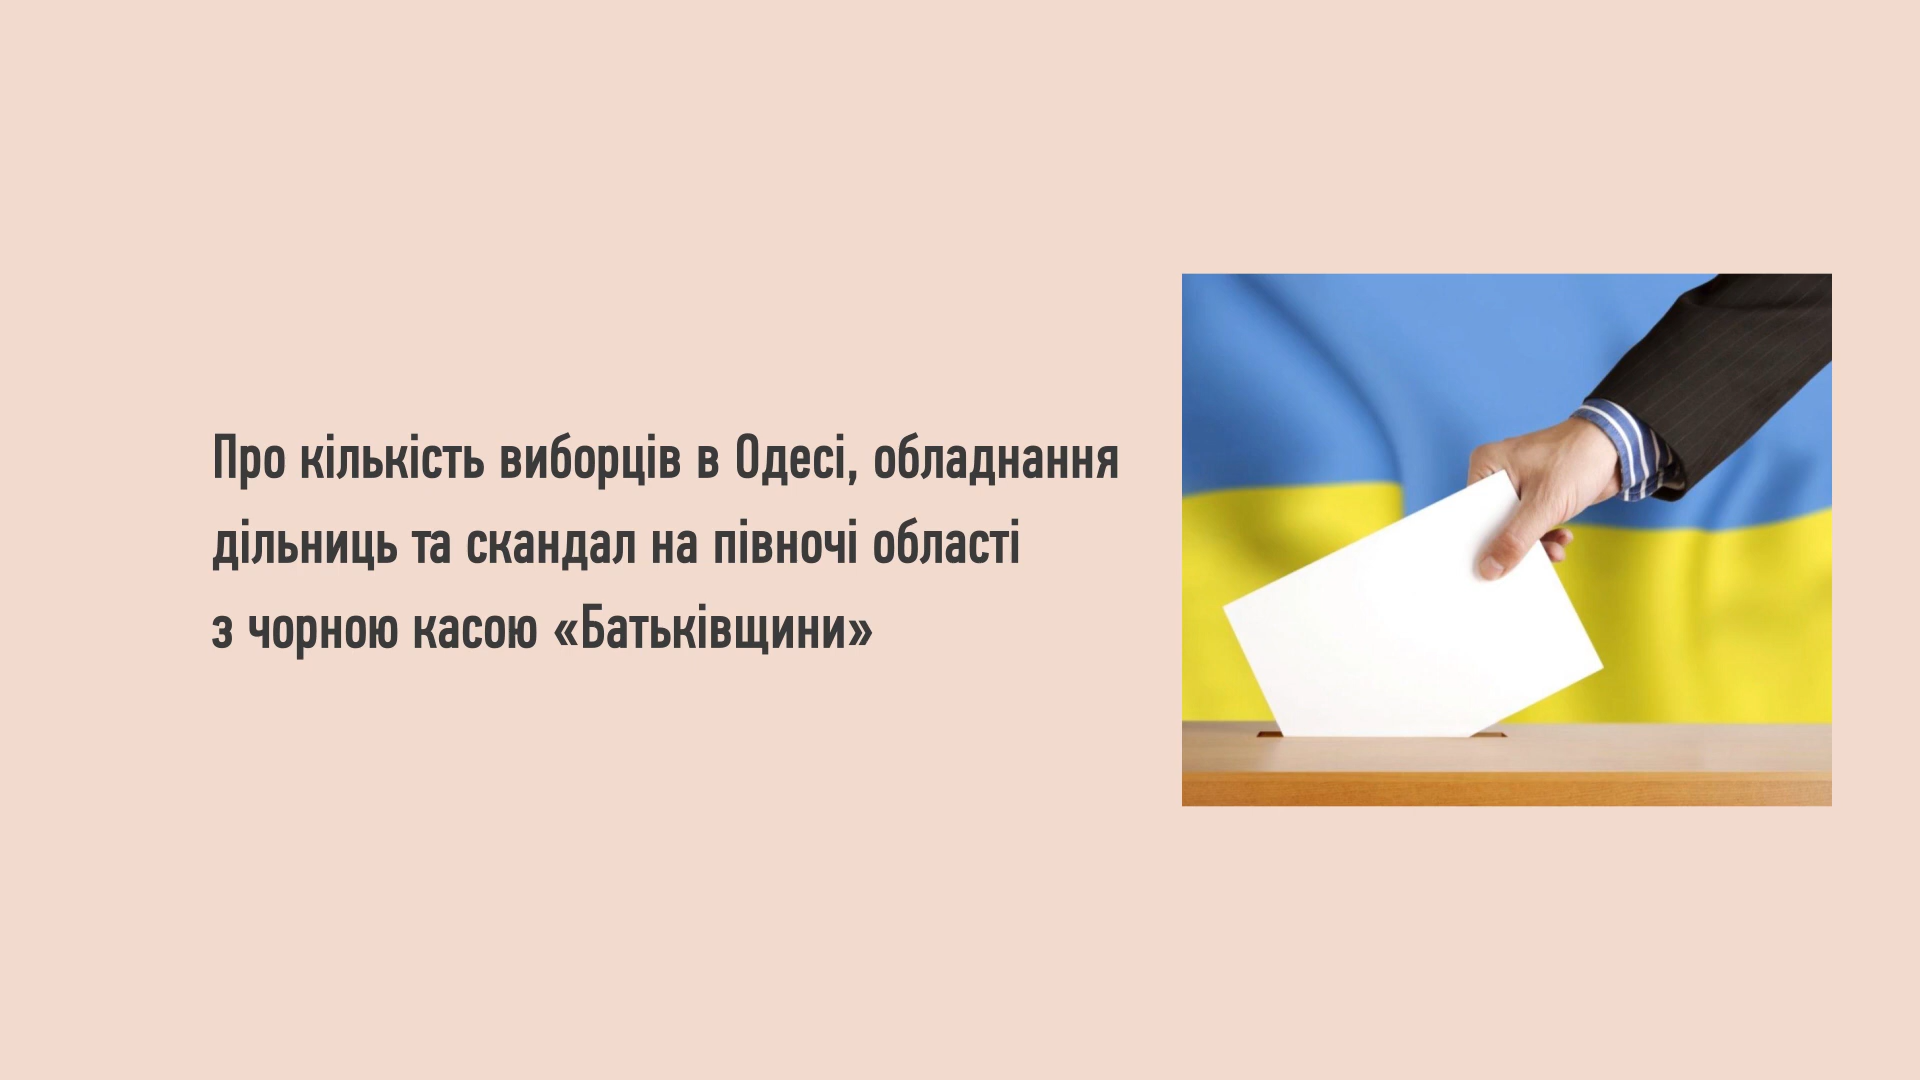 Про кількість виборців в Одесі, обладнання
дільниць та скандал на півночі області
з чорною касою «Батьківщини»